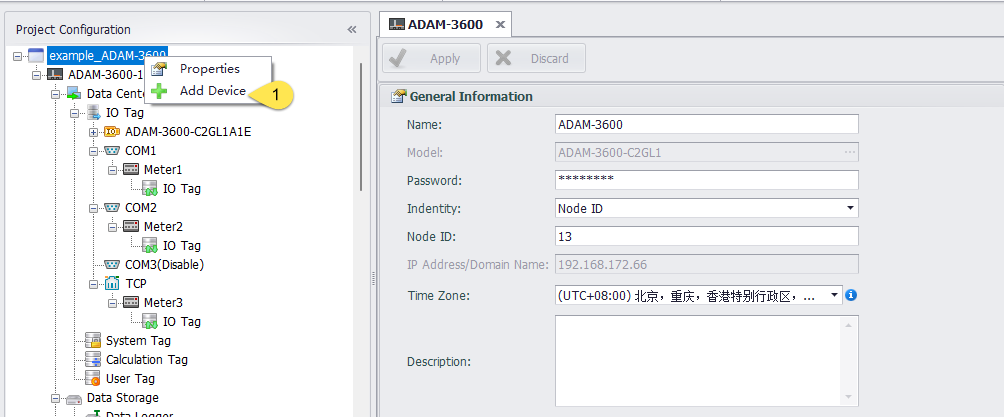 Project Configuration
example_ADAM-3600
Properties
Add Device
1
ADAM-3600-1
Data Cent
IO Tag
ADAM-3600-C2GL1A1E
COM1
Meter1
IO Tag
COM2
Meter2
IO Tag
COM3(Disable)
TCP
Meter3
IO Tag
System Tag
Calculation Tag
User Tag
Data Storage
Data Logger
ADAM-3600
Apply
Discard
General Information
Name:
ADAM-3600
Model:
ADAM-3600-C2GL1
...
Password:
********
Indentity:
Node ID
Node ID:
13
IP Address/Domain Name:
192.168.172.66
Time Zone:
(UTC+08:00) 北京，重庆，香港特别行政区，...
Description: